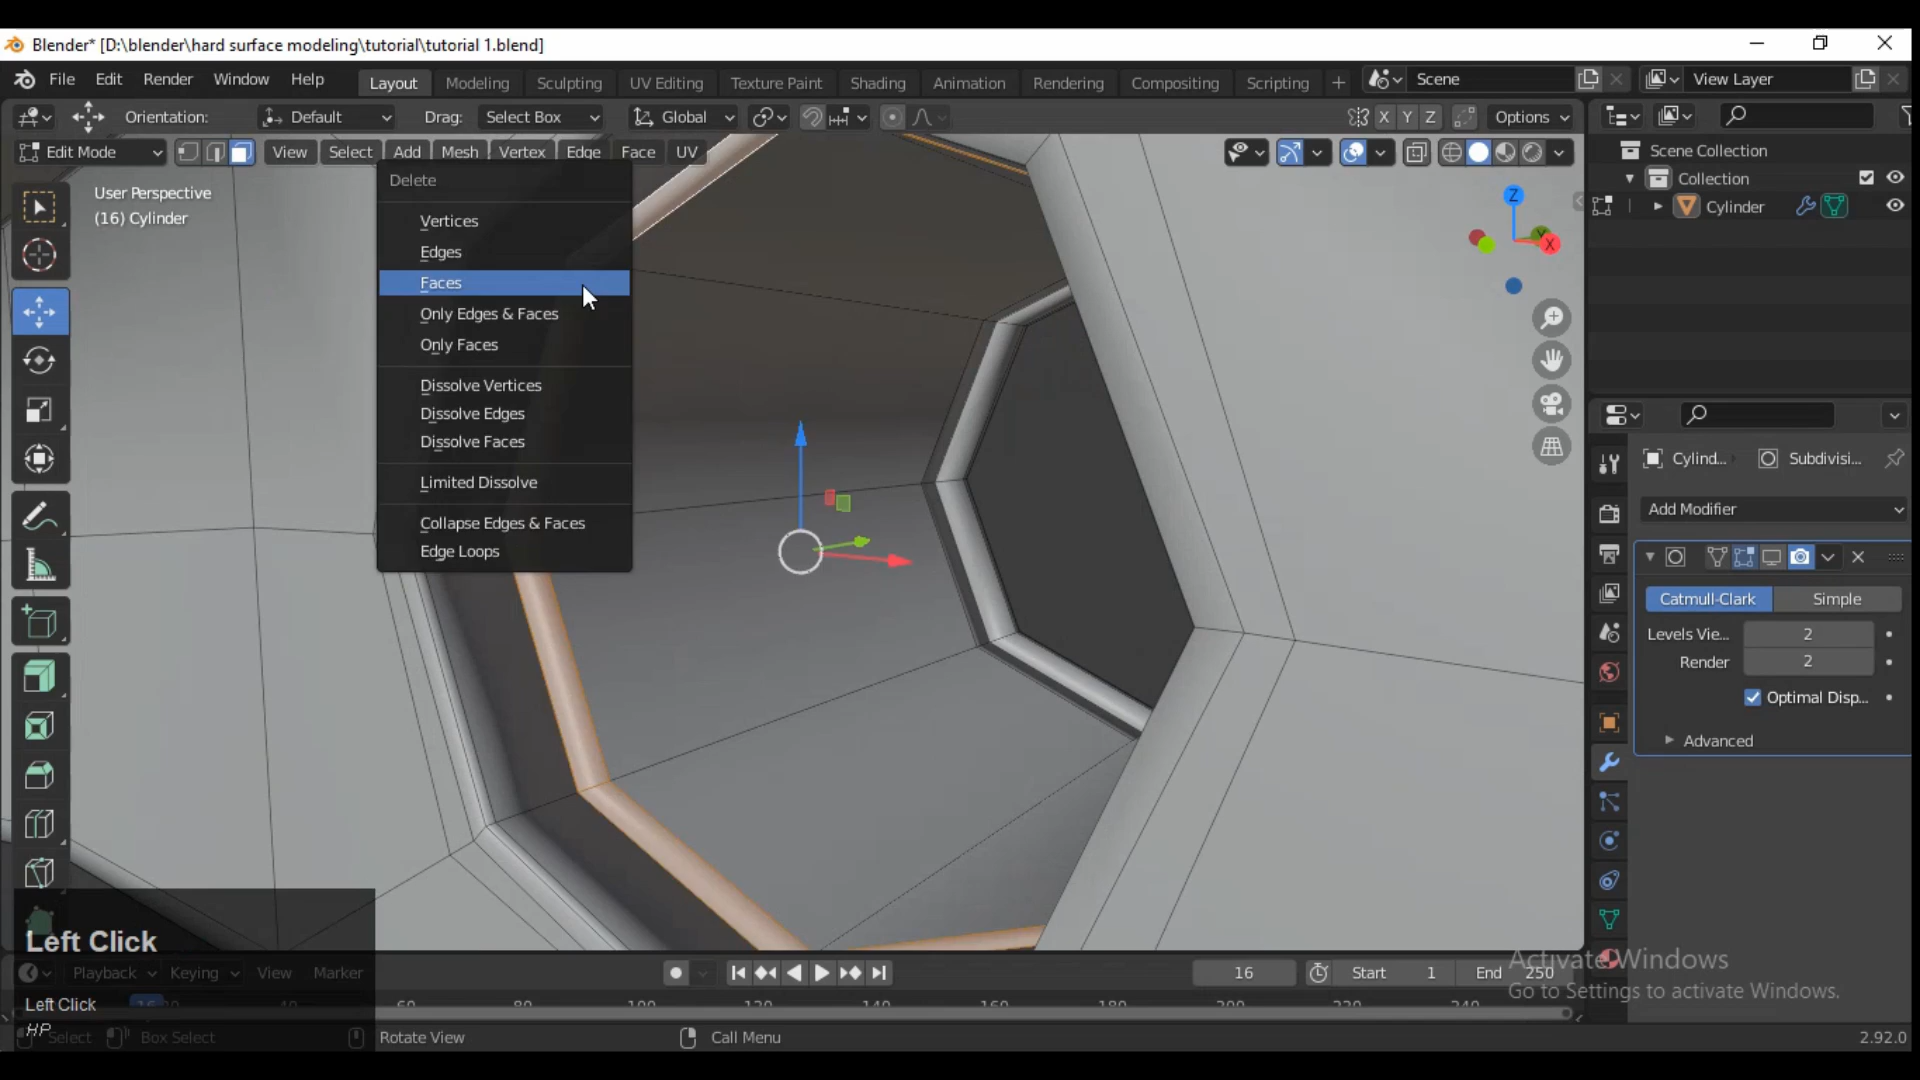 Blender* [D:\blender\hard surface modeling\tutorial\tutorial 1.blend]
File Edit Render Window Help Layout Modeling Sculpting UV Editing Texture Paint Shading Animation Rendering Compositing Scripting + Scene View Layer
Orientation: Default Drag: Select Box Global X Y Z Options
Edit Mode View Select Add Mesh Vertex Edge Face UV
Scene Collection
Collection
Cylinder
User Perspective
(16) Cylinder
Z
Y
X
Delete
Vertices
Edges
Faces
Only Edges & Faces
Only Faces
Dissolve Vertices
Dissolve Edges
Dissolve Faces
Limited Dissolve
Collapse Edges & Faces
Edge Loops
Cylind... Subdivisi...
Add Modifier
Catmull-Clark Simple
Levels Vie... 2
Render 2
Optimal Disp...
Advanced
Left Click
Playback Keying View Marker 16 Start 1 End 250
Left Click
40 60 80 100 120 140 160 180 200 220 240
HP
Select Box Select Rotate View Call Menu
Activate Windows
Go to Settings to activate Windows.
2.92.0